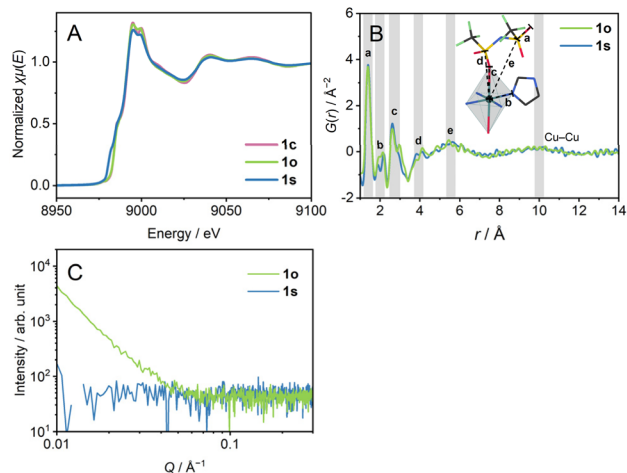 A
Normalized χμ(E)
1.0
0.0
1c
1o
1s
8950
9000
9050
9100
Energy / eV
B
G(r) / Å⁻²
6
4
2
0
-2
1o
1s
a
b
c
d
e
a
d
c
e
b
Cu–Cu
2
4
6
8
10
12
14
r / Å
C
Intensity / arb. unit
10⁴
10³
10²
10¹
1o
1s
0.01
0.1
Q / Å⁻¹